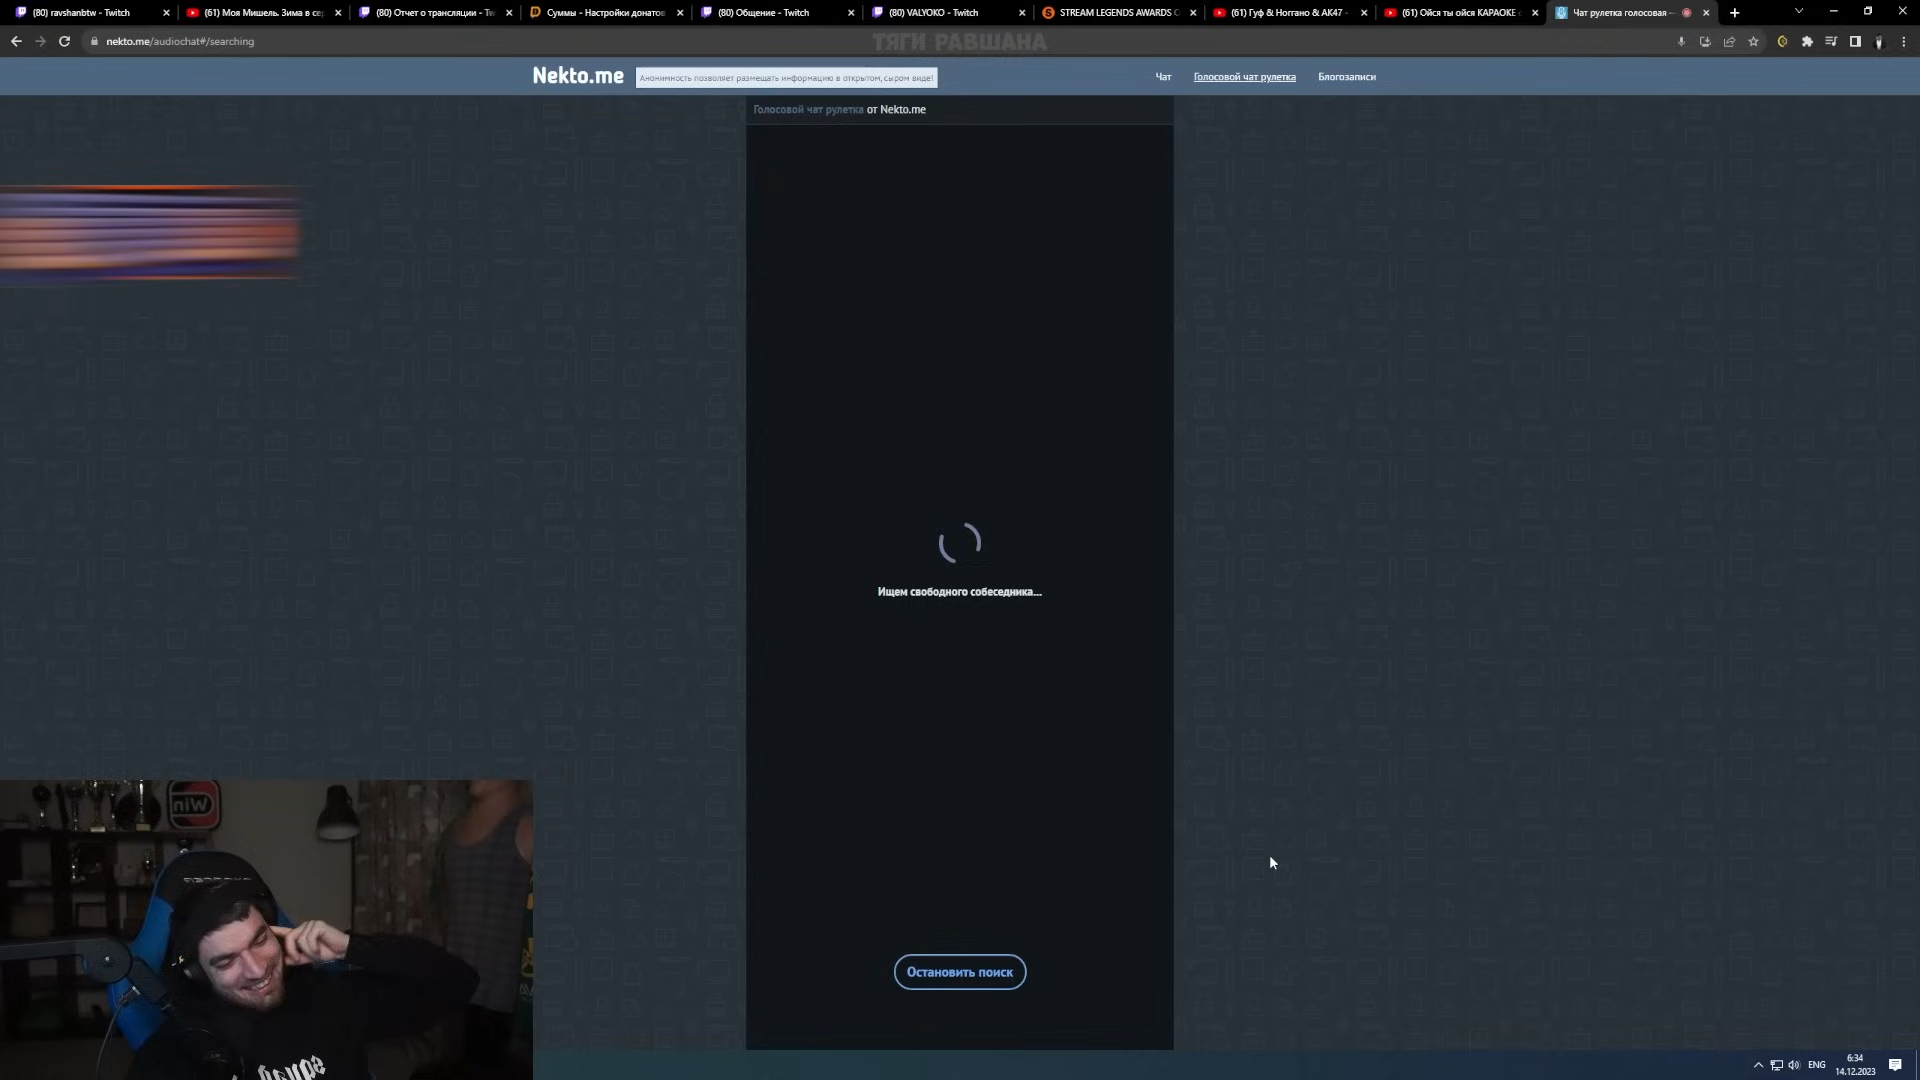 (80) ravshanbtw - Twitch
(61) Моя Мишель. Зима в се
(80) Отчет о трансляции - Tw
Суммы - Настройки донатов
(80) Общение - Twitch
(80) VALYOKO - Twitch
STREAM LEGENDS AWARDS
(61) Гуф & Ноггано & АК47 -
(61) Ойся ты ойся КАРАОКЕ
Чат рулетка голосовая —
nekto.me/audiochat#/searching
ТЯГИ РАВШАНА
Nekto.me
Анонимность позволяет размещать информацию в открытом, сыром виде!
Чат
Голосовой чат рулетка
Блогозаписи
Голосовой чат рулетка от Nekto.me
Ищем свободного собеседника...
Остановить поиск
ENG
6:34
14.12.2023